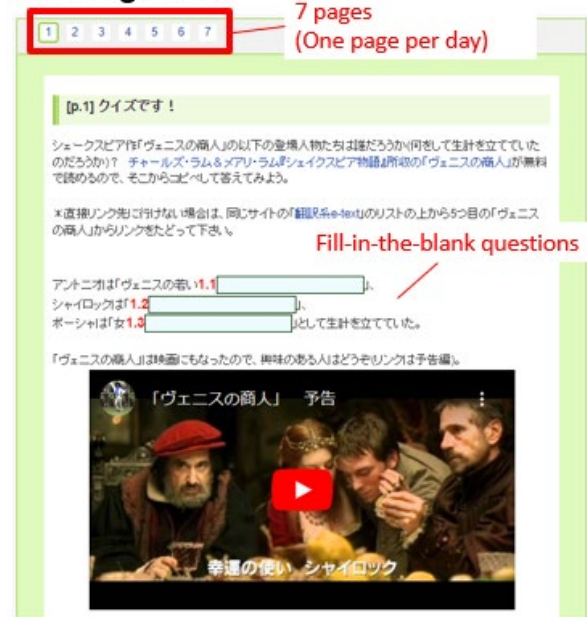 7 pages
(One page per day)
1 2 3 4 5 6 7
[p.1] クイズです！
シェークスピア作「ヴェニスの商人」の以下の登場人物たちは誰だろうか(何をして生計を立てていた
のだろうか)？ チャールズ・ラム＆メアリ・ラム『シェイクスピア物語』所収の「ヴェニスの商人」が無料
で読めるので、そこからコピペして答えてみよう。
＊直接リンク先に行けない場合は、同じサイトの「翻訳系e-text」のリストの上から5つ目の「ヴェニス
の商人」からリンクをたどって下さい。
Fill-in-the-blank questions
アントニオは「ヴェニスの若い1.1」、
シャイロックは「1.2」、
ポーシャは「女1.3」として生計を立てていた。
「ヴェニスの商人」は映画にもなったので、興味のある人はどうぞ(リンクは予告編)。
「ヴェニスの商人」 予告
幸運の使い シャイロック